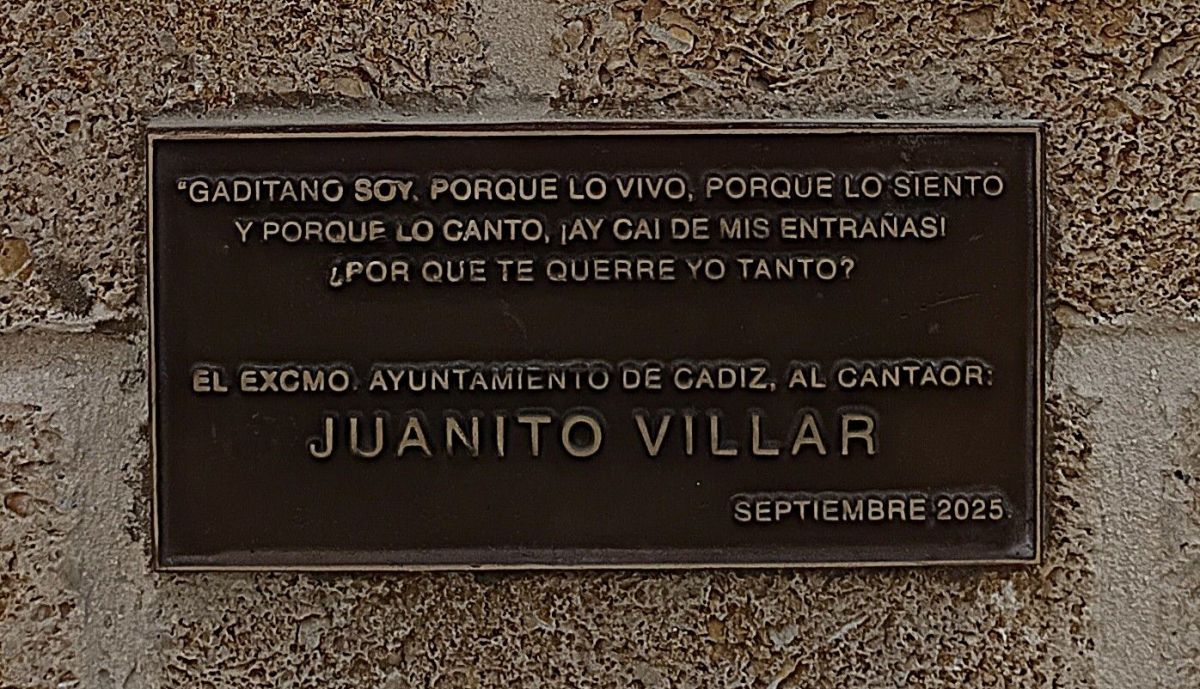 "GADITANO SOY. PORQUE LO VIVO, PORQUE LO SIENTO
Y PORQUE LO CANTO, ¡AY CAI DE MIS ENTRAÑAS!
¿POR QUE TE QUERRE YO TANTO?
EL EXCMO. AYUNTAMIENTO DE CADIZ, AL CANTAOR:
JUANITO VILLAR
SEPTIEMBRE 2025